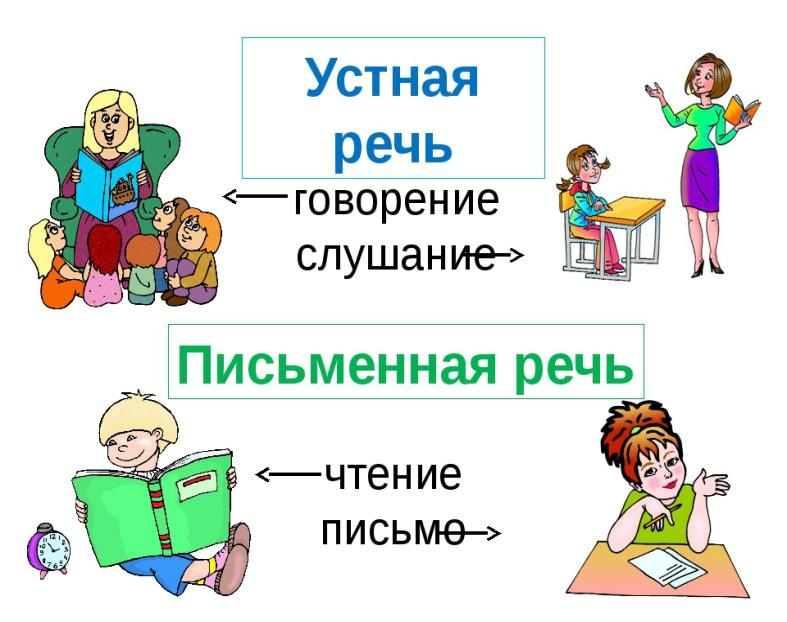 Устная
речь
говорение
слушание
Письменная речь
чтение
письмо